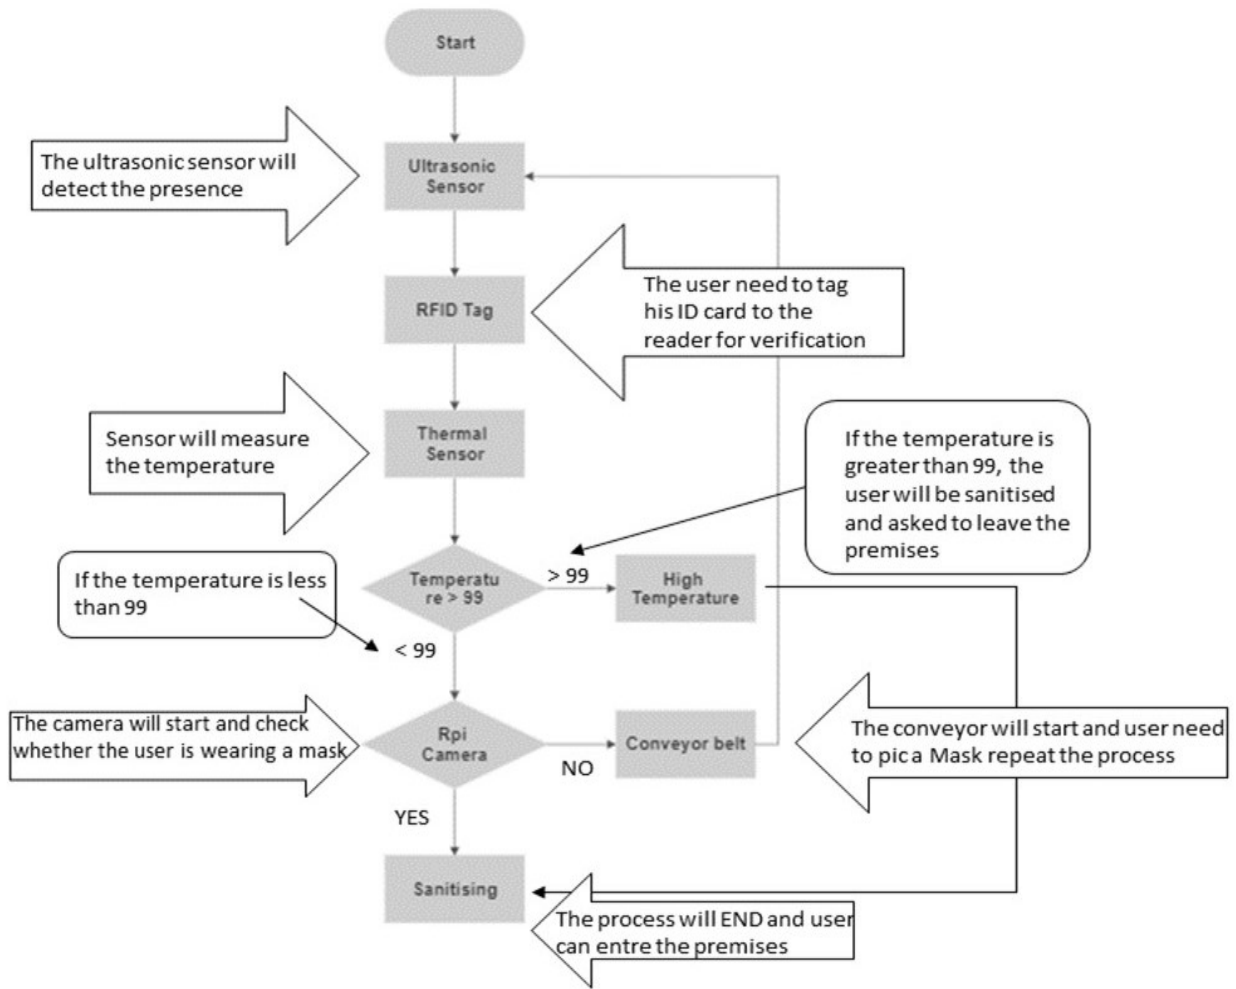 Start
The ultrasonic sensor will
detect the presence
Ultrasonic
Sensor
RFID Tag
The user need to tag
his ID card to the
reader for verification
Sensor will measure
the temperature
Thermal
Sensor
If the temperature is
greater than 99, the
user will be sanitised
and asked to leave the
premises
If the temperature is less
than 99
Temperatu
re > 99
> 99
High
Temperature
< 99
The camera will start and check
whether the user is wearing a mask
Rpi
Camera
NO
Conveyor belt
The conveyor will start and user need
to pic a Mask repeat the process
YES
Sanitising
The process will END and user
can entre the premises